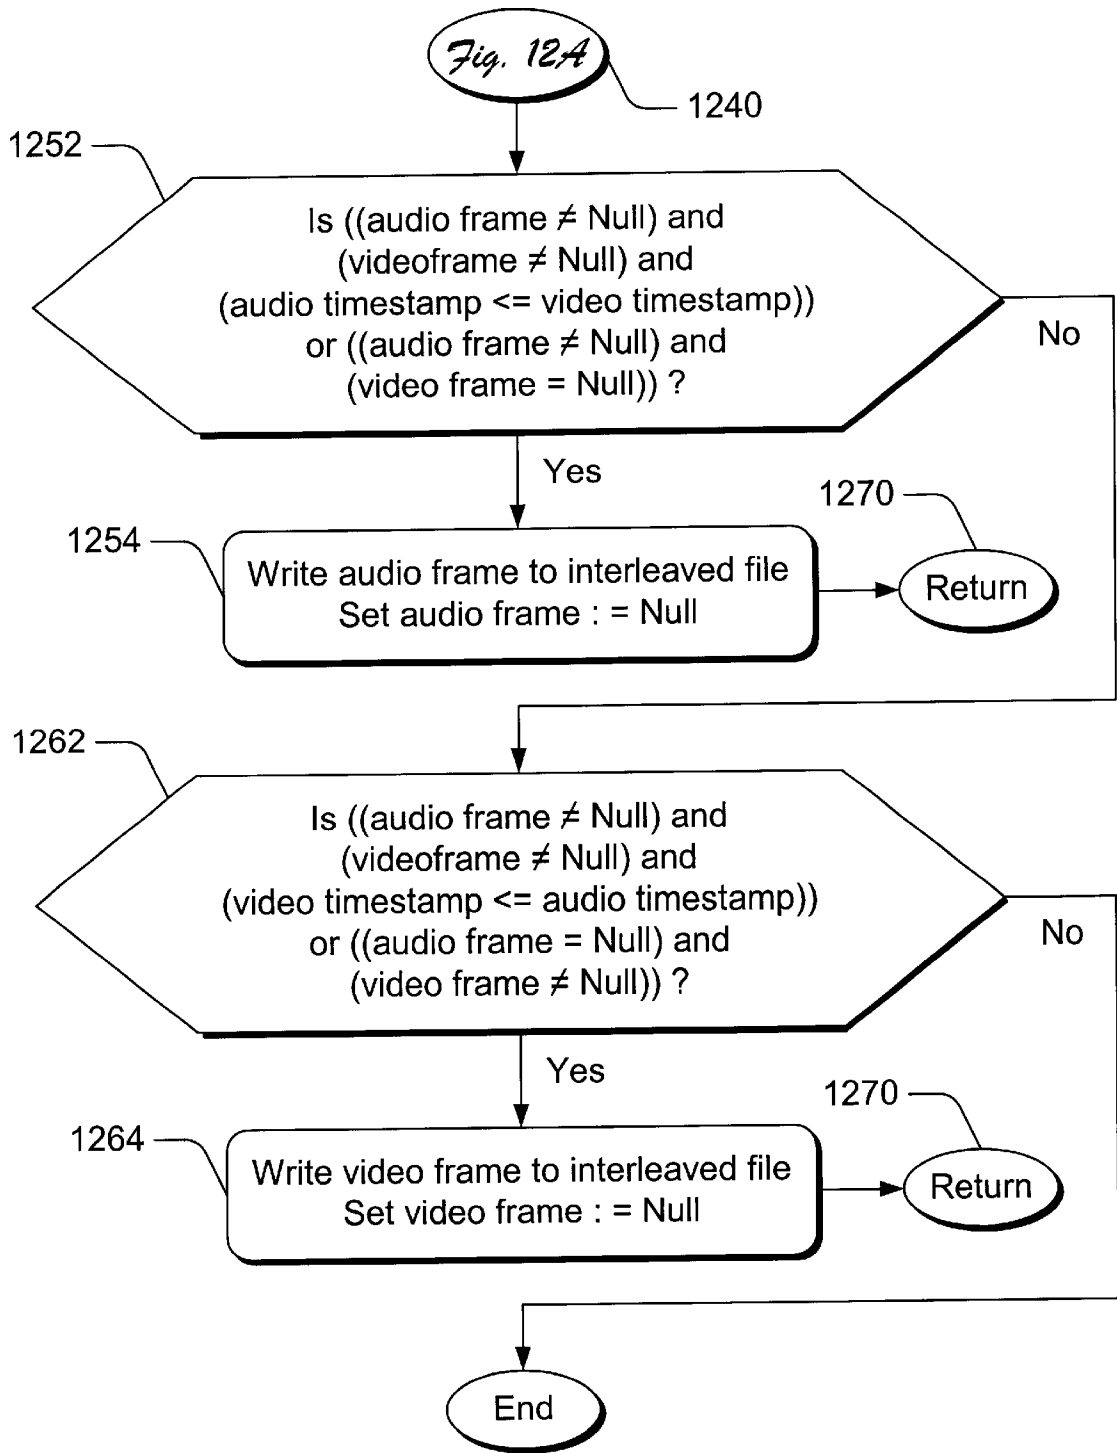 Fig. 12A
1240
1252
Is ((audio frame ≠ Null) and
(videoframe ≠ Null) and
(audio timestamp <= video timestamp))
or ((audio frame ≠ Null) and
(video frame = Null)) ?
No
Yes
1270
1254
Write audio frame to interleaved file
Set audio frame : = Null
Return
1262
Is ((audio frame ≠ Null) and
(videoframe ≠ Null) and
(video timestamp <= audio timestamp))
or ((audio frame = Null) and
(video frame ≠ Null)) ?
No
Yes
1270
1264
Write video frame to interleaved file
Set video frame : = Null
Return
End